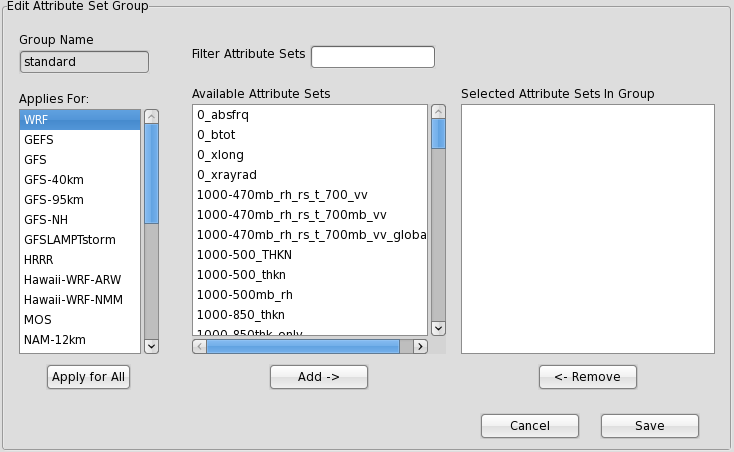 Edit Attribute Set Group
Group Name
standard
Filter Attribute Sets
Applies For:
WRF
GEFS
GFS
GFS-40km
GFS-95km
GFS-NH
GFSLAMPTstorm
HRRR
Hawaii-WRF-ARW
Hawaii-WRF-NMM
MOS
NAM-12km
Apply for All
Available Attribute Sets
0_absfrq
0_btot
0_xlong
0_xrayrad
1000-470mb_rh_rs_t_700_vv
1000-470mb_rh_rs_t_700mb_vv
1000-470mb_rh_rs_t_700mb_vv_globa
1000-500_THKN
1000-500_thkn
1000-500mb_rh
1000-850_thkn
1000-850thk_only
Add ->
Selected Attribute Sets In Group
<- Remove
Cancel
Save